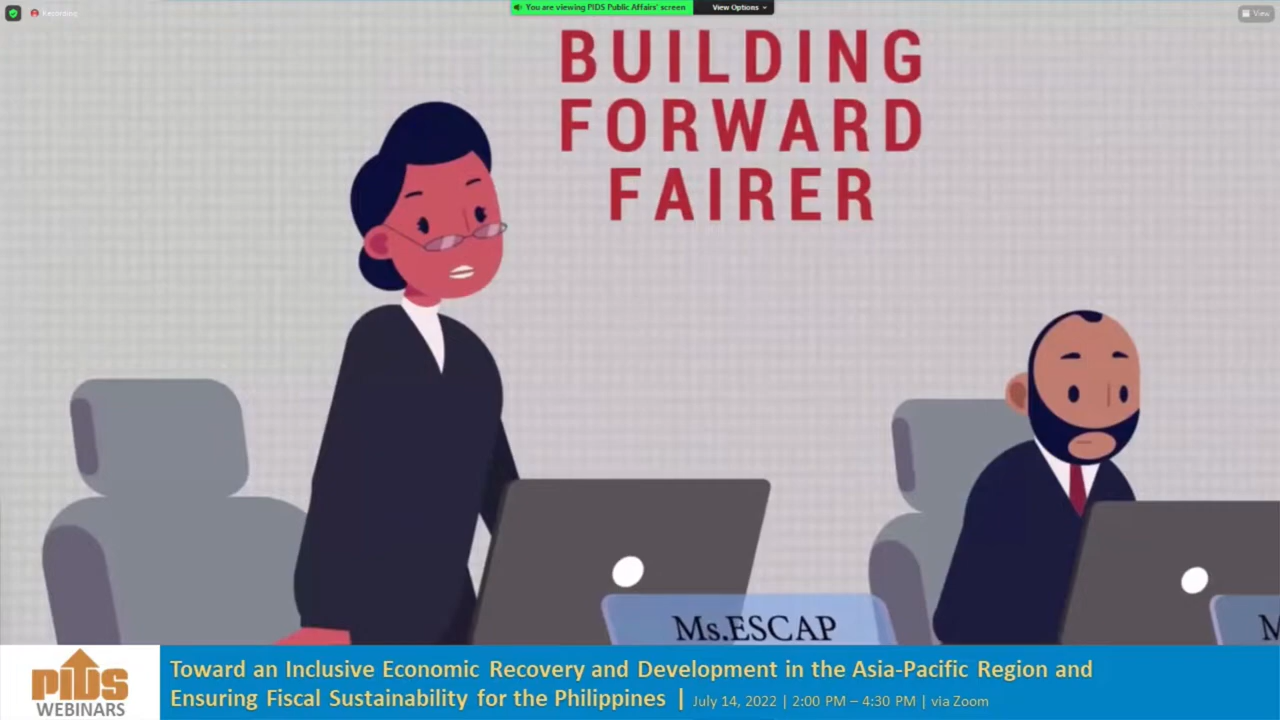 Recording
You are viewing PIDS Public Affairs' screen
View Options
View
BUILDING
FORWARD
FAIRER
Ms.ESCAP
M
PIDS
WEBINARS
Toward an Inclusive Economic Recovery and Development in the Asia-Pacific Region and
Ensuring Fiscal Sustainability for the Philippines | July 14, 2022 | 2:00 PM – 4:30 PM | via Zoom